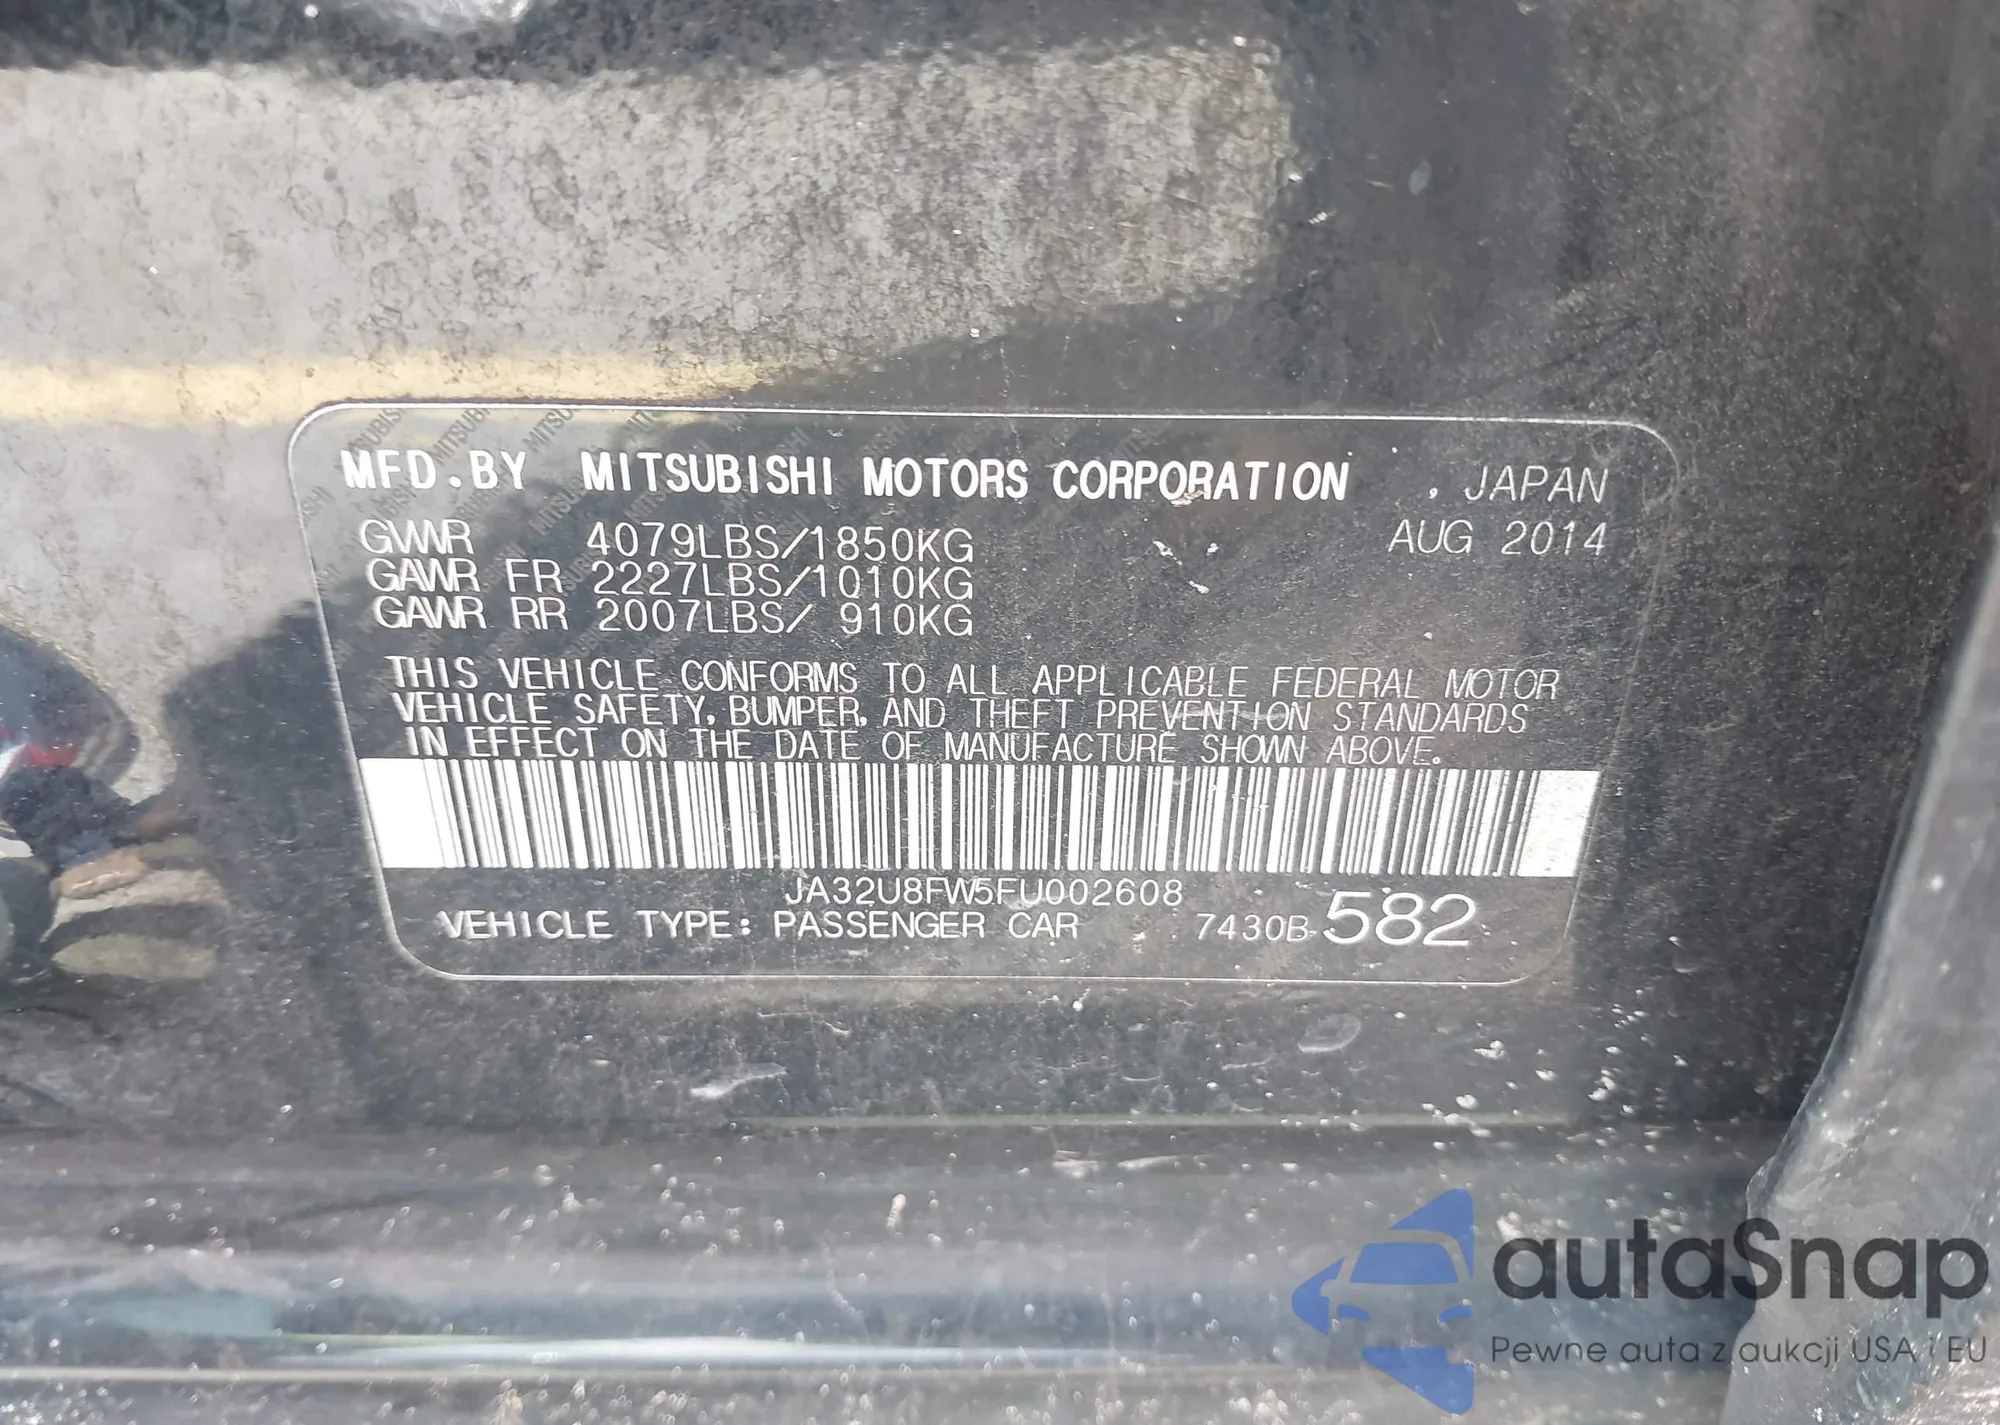 MFD.BY MITSUBISHI MOTORS CORPORATION , JAPAN
GVWR 4079LBS/1850KG AUG 2014
GAWR FR 2227LBS/1010KG
GAWR RR 2007LBS/ 910KG
THIS VEHICLE CONFORMS TO ALL APPLICABLE FEDERAL MOTOR
VEHICLE SAFETY, BUMPER, AND THEFT PREVENTION STANDARDS
IN EFFECT ON THE DATE OF MANUFACTURE SHOWN ABOVE.
JA32U8FW5FU002608
VEHICLE TYPE: PASSENGER CAR 7430B-582
autaSnap
Pewne auta z aukcji USA i EU